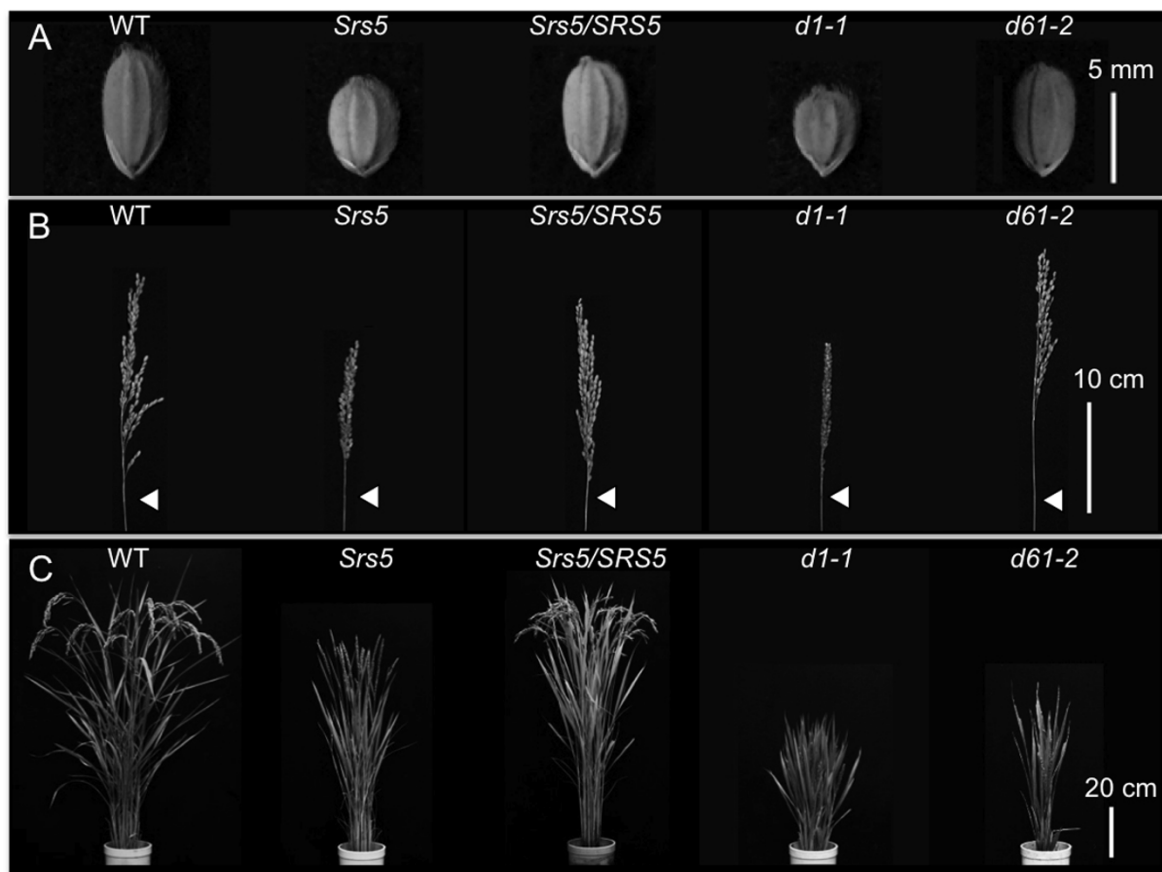 A WT Srs5 Srs5/SRS5 d1-1 d61-2
5 mm
B WT Srs5 Srs5/SRS5 d1-1 d61-2
10 cm
C WT Srs5 Srs5/SRS5 d1-1 d61-2
20 cm